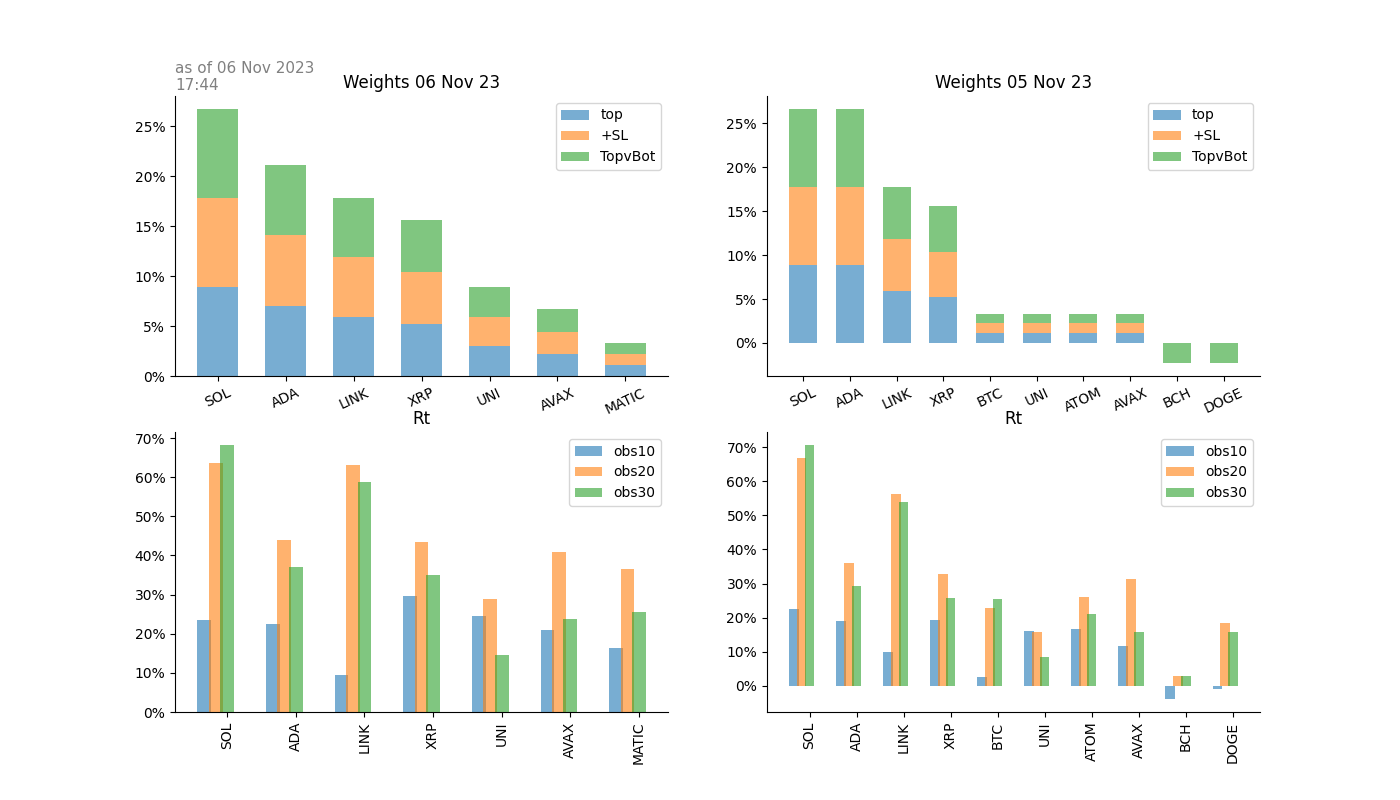 as of 06 Nov 2023
17:44
Weights 06 Nov 23
25%
20%
15%
10%
5%
0%
top
+SL
TopvBot
SOL ADA LINK XRP UNI AVAX MATIC
Weights 05 Nov 23
25%
20%
15%
10%
5%
0%
top
+SL
TopvBot
SOL ADA LINK XRP BTC UNI ATOM AVAX BCH DOGE
Rt
70%
60%
50%
40%
30%
20%
10%
0%
obs10
obs20
obs30
SOL ADA LINK XRP UNI AVAX MATIC
Rt
70%
60%
50%
40%
30%
20%
10%
0%
obs10
obs20
obs30
SOL ADA LINK XRP BTC UNI ATOM AVAX BCH DOGE